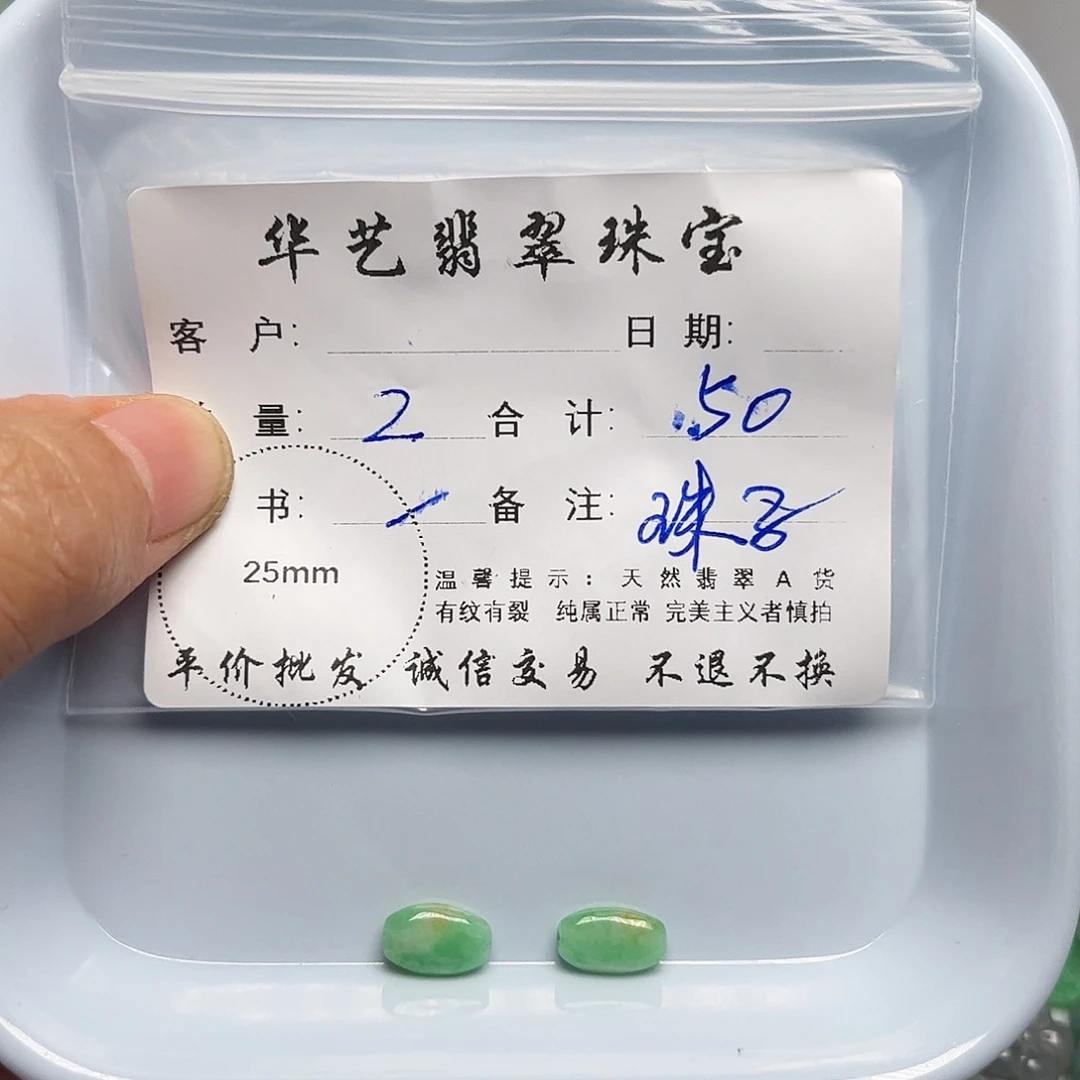 华艺翡翠珠宝
客 户: 日 期:
量: 2 合 计: .50
书: 备 注: 珠子
25mm
温馨提示：天然翡翠A货
有纹有裂 纯属正常 完美主义者慎拍
平价批发 诚信交易 不退不换